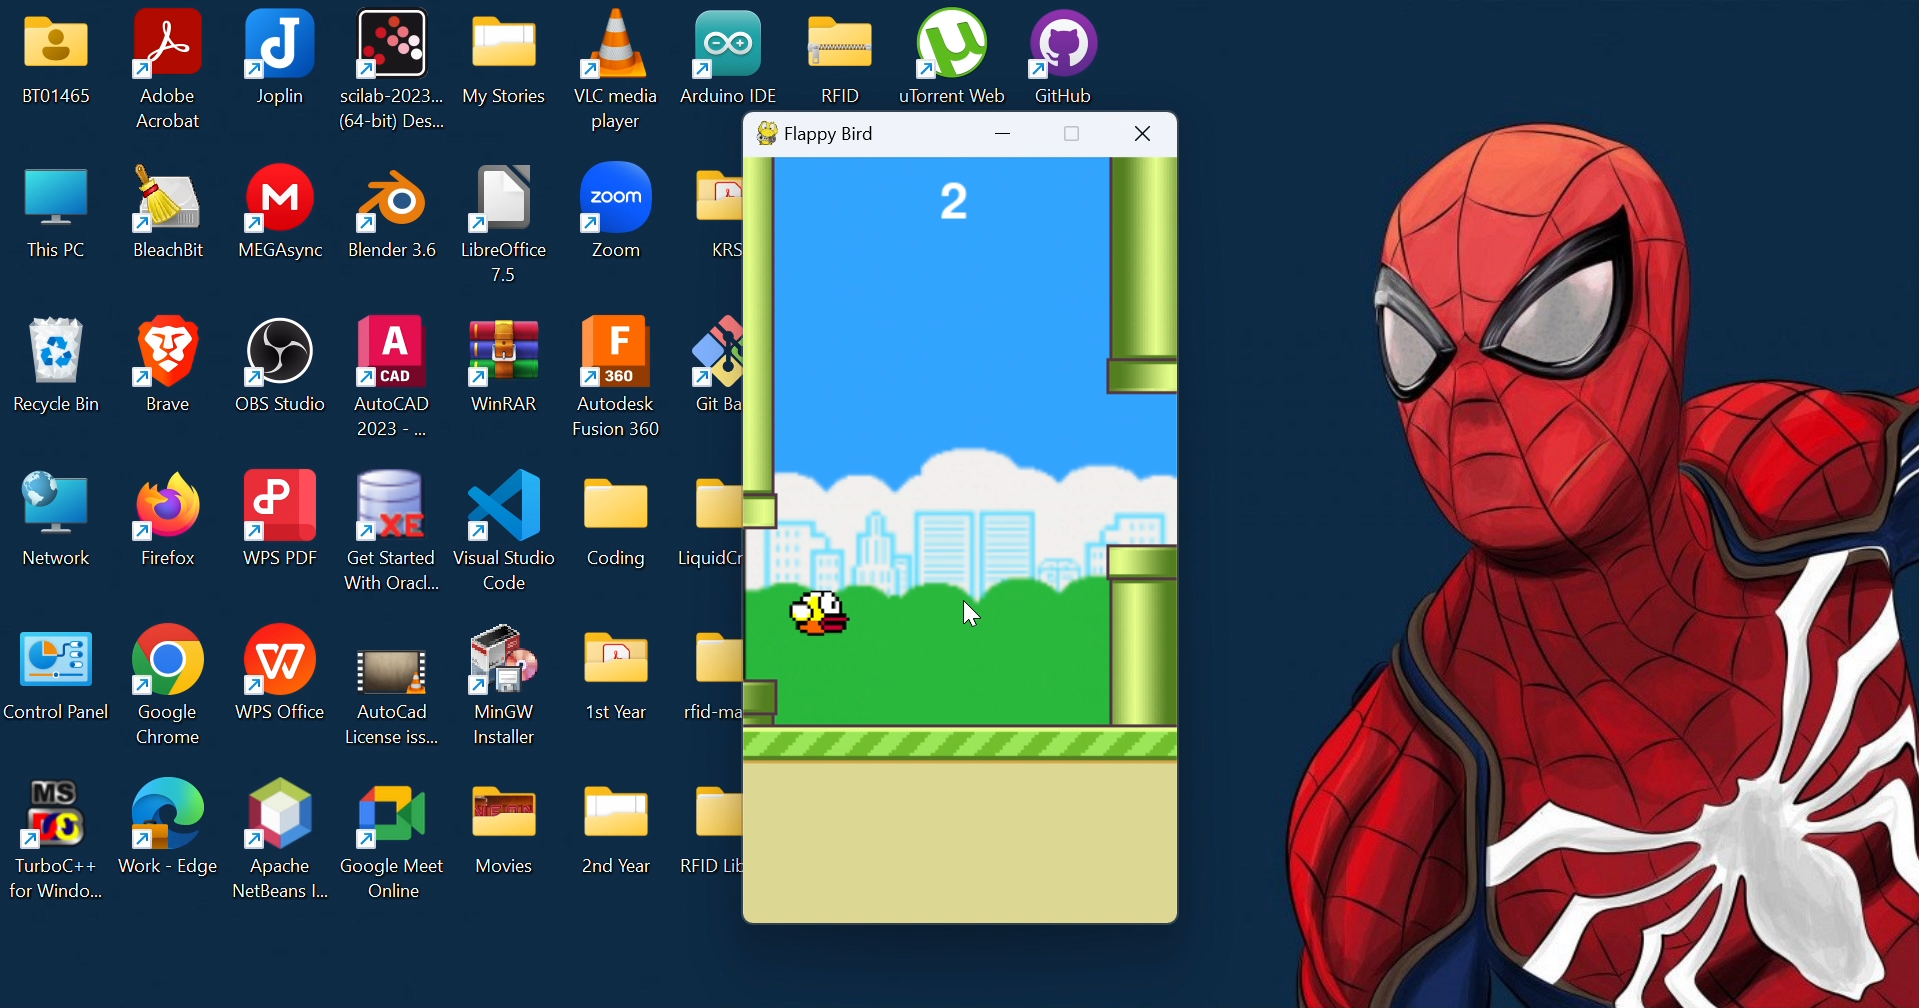 BT01465
Adobe
Acrobat
Joplin
scilab-2023...
(64-bit) Des...
My Stories
VLC media
player
Arduino IDE
RFID
uTorrent Web
GitHub
Flappy Bird
2
This PC
BleachBit
MEGAsync
Blender 3.6
LibreOffice
7.5
zoom
Zoom
KRS
Recycle Bin
Brave
OBS Studio
A
CAD
AutoCAD
2023 - ...
WinRAR
F
360
Autodesk
Fusion 360
Git Ba
Network
Firefox
WPS PDF
XE
Get Started
With Oracl...
Visual Studio
Code
Coding
LiquidCr
Control Panel
Google
Chrome
WPS Office
AutoCad
License iss...
MinGW
Installer
1st Year
rfid-ma
MS
TurboC++
for Windo...
Work - Edge
Apache
NetBeans I...
Google Meet
Online
Movies
2nd Year
RFID Lib